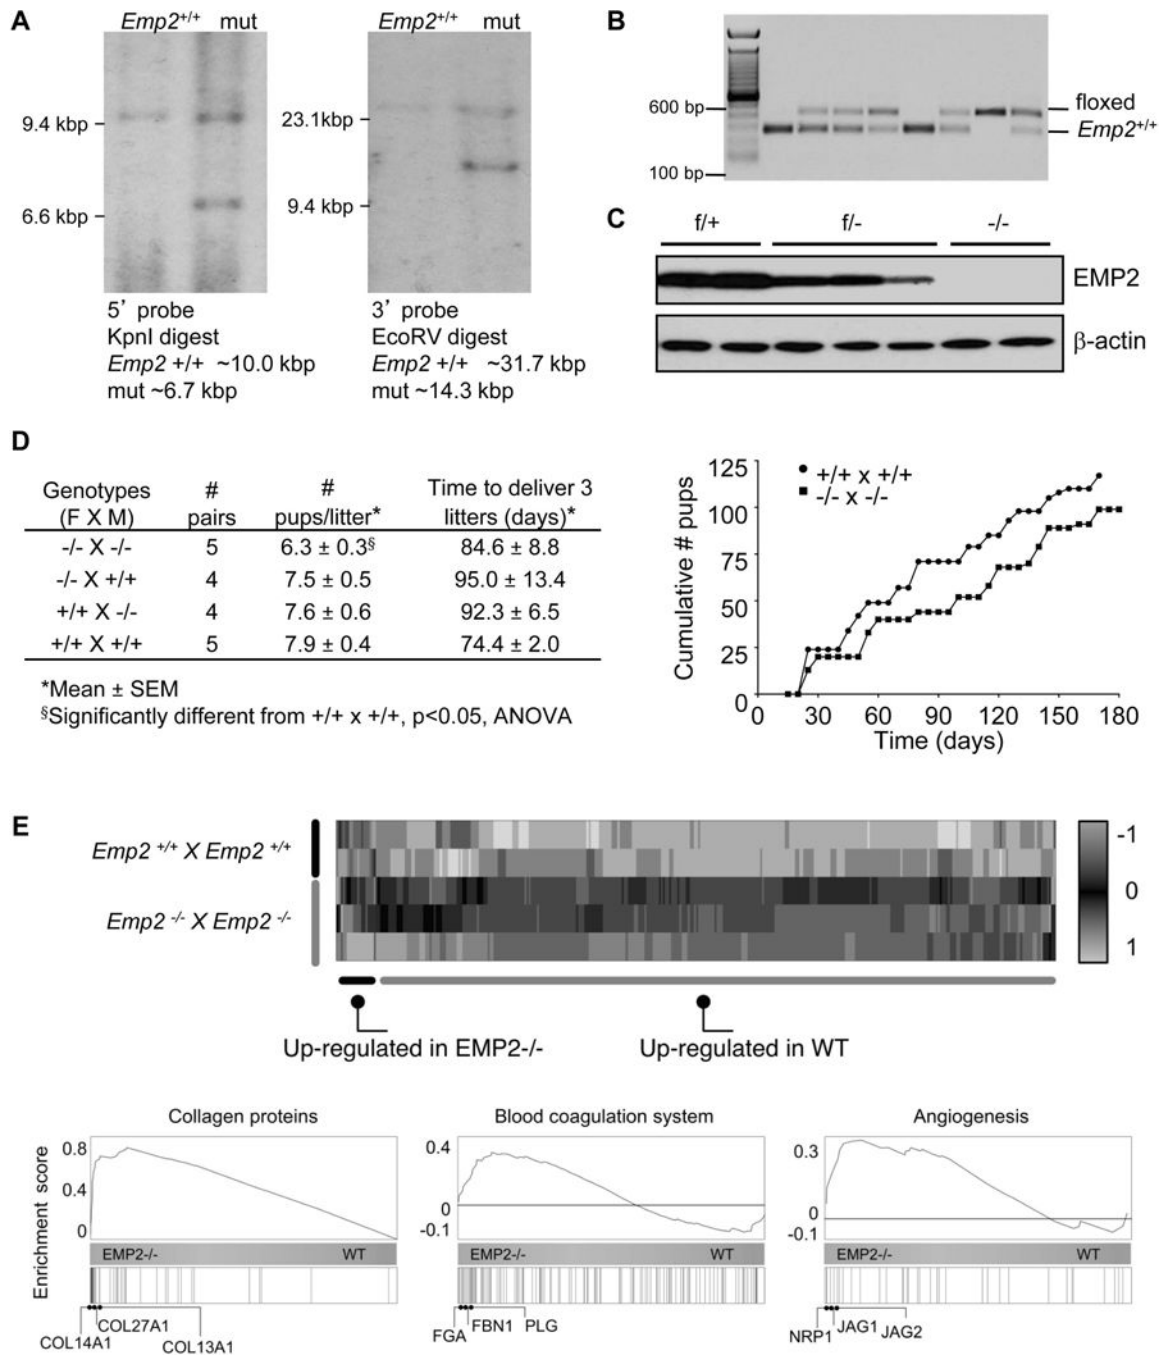 A
Emp2+/+ mut
9.4 kbp
6.6 kbp
5' probe
KpnI digest
Emp2 +/+ ~10.0 kbp
mut ~6.7 kbp
Emp2+/+ mut
23.1kbp
9.4 kbp
3' probe
EcoRV digest
Emp2 +/+ ~31.7 kbp
mut ~14.3 kbp
B
600 bp
100 bp
floxed
Emp2+/+
C
f/+ f/- -/-
EMP2
β-actin
D
Genotypes (F X M) # pairs # pups/litter* Time to deliver 3 litters (days)*
-/- X -/- 5 6.3 ± 0.3§ 84.6 ± 8.8
-/- X +/+ 4 7.5 ± 0.5 95.0 ± 13.4
+/+ X -/- 4 7.6 ± 0.6 92.3 ± 6.5
+/+ X +/+ 5 7.9 ± 0.4 74.4 ± 2.0
*Mean ± SEM
§Significantly different from +/+ x +/+, p<0.05, ANOVA
Cumulative # pups
125
100
75
50
25
0
+/+ x +/+
-/- x -/-
0 30 60 90 120 150 180
Time (days)
E
Emp2 +/+ X Emp2 +/+
Emp2 -/- X Emp2 -/-
-1
0
1
Up-regulated in EMP2-/- Up-regulated in WT
Enrichment score
Collagen proteins
0.8
0.4
0
EMP2-/- WT
COL14A1
COL27A1
COL13A1
Blood coagulation system
0.4
0
-0.1
EMP2-/- WT
FGA
FBN1
PLG
Angiogenesis
0.3
0
-0.1
EMP2-/- WT
NRP1
JAG1
JAG2